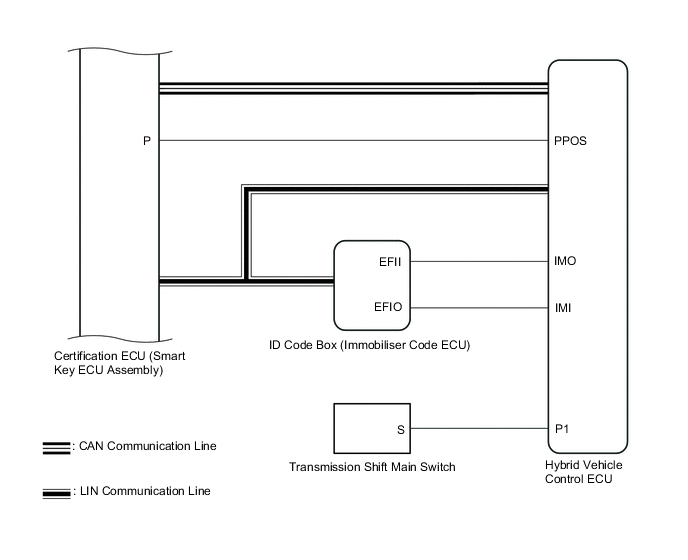 P
PPOS
EFII
IMO
EFIO
IMI
ID Code Box (Immobiliser Code ECU)
Certification ECU (Smart
Key ECU Assembly)
S
P1
: CAN Communication Line
Transmission Shift Main Switch
Hybrid Vehicle
Control ECU
: LIN Communication Line